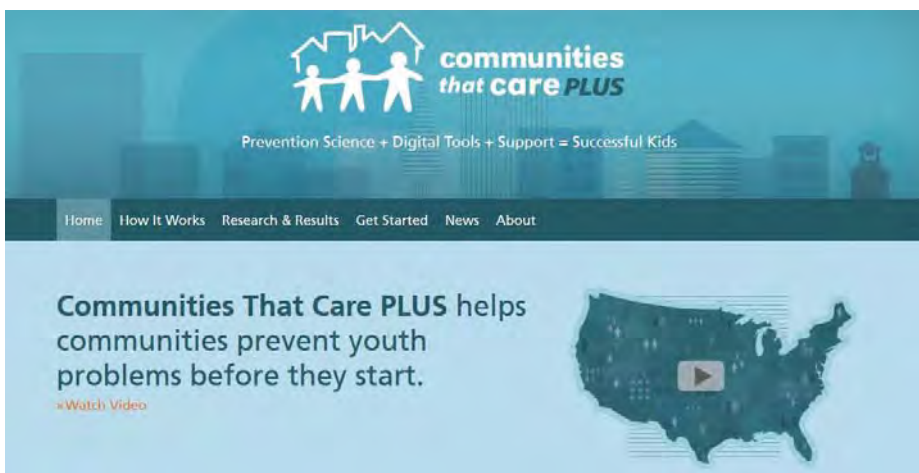 communities
that care PLUS
Prevention Science + Digital Tools + Support = Successful Kids
Home How It Works Research & Results Get Started News About
Communities That Care PLUS helps
communities prevent youth
problems before they start.
»Watch Video